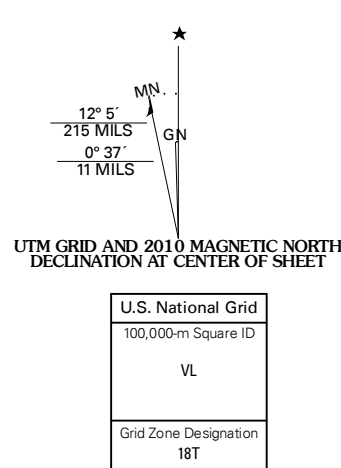 ★
MN
GN
12° 5´
215 MILS
0° 37´
11 MILS
UTM GRID AND 2010 MAGNETIC NORTH
DECLINATION AT CENTER OF SHEET
U.S. National Grid
100,000-m Square ID
VL
Grid Zone Designation
18T